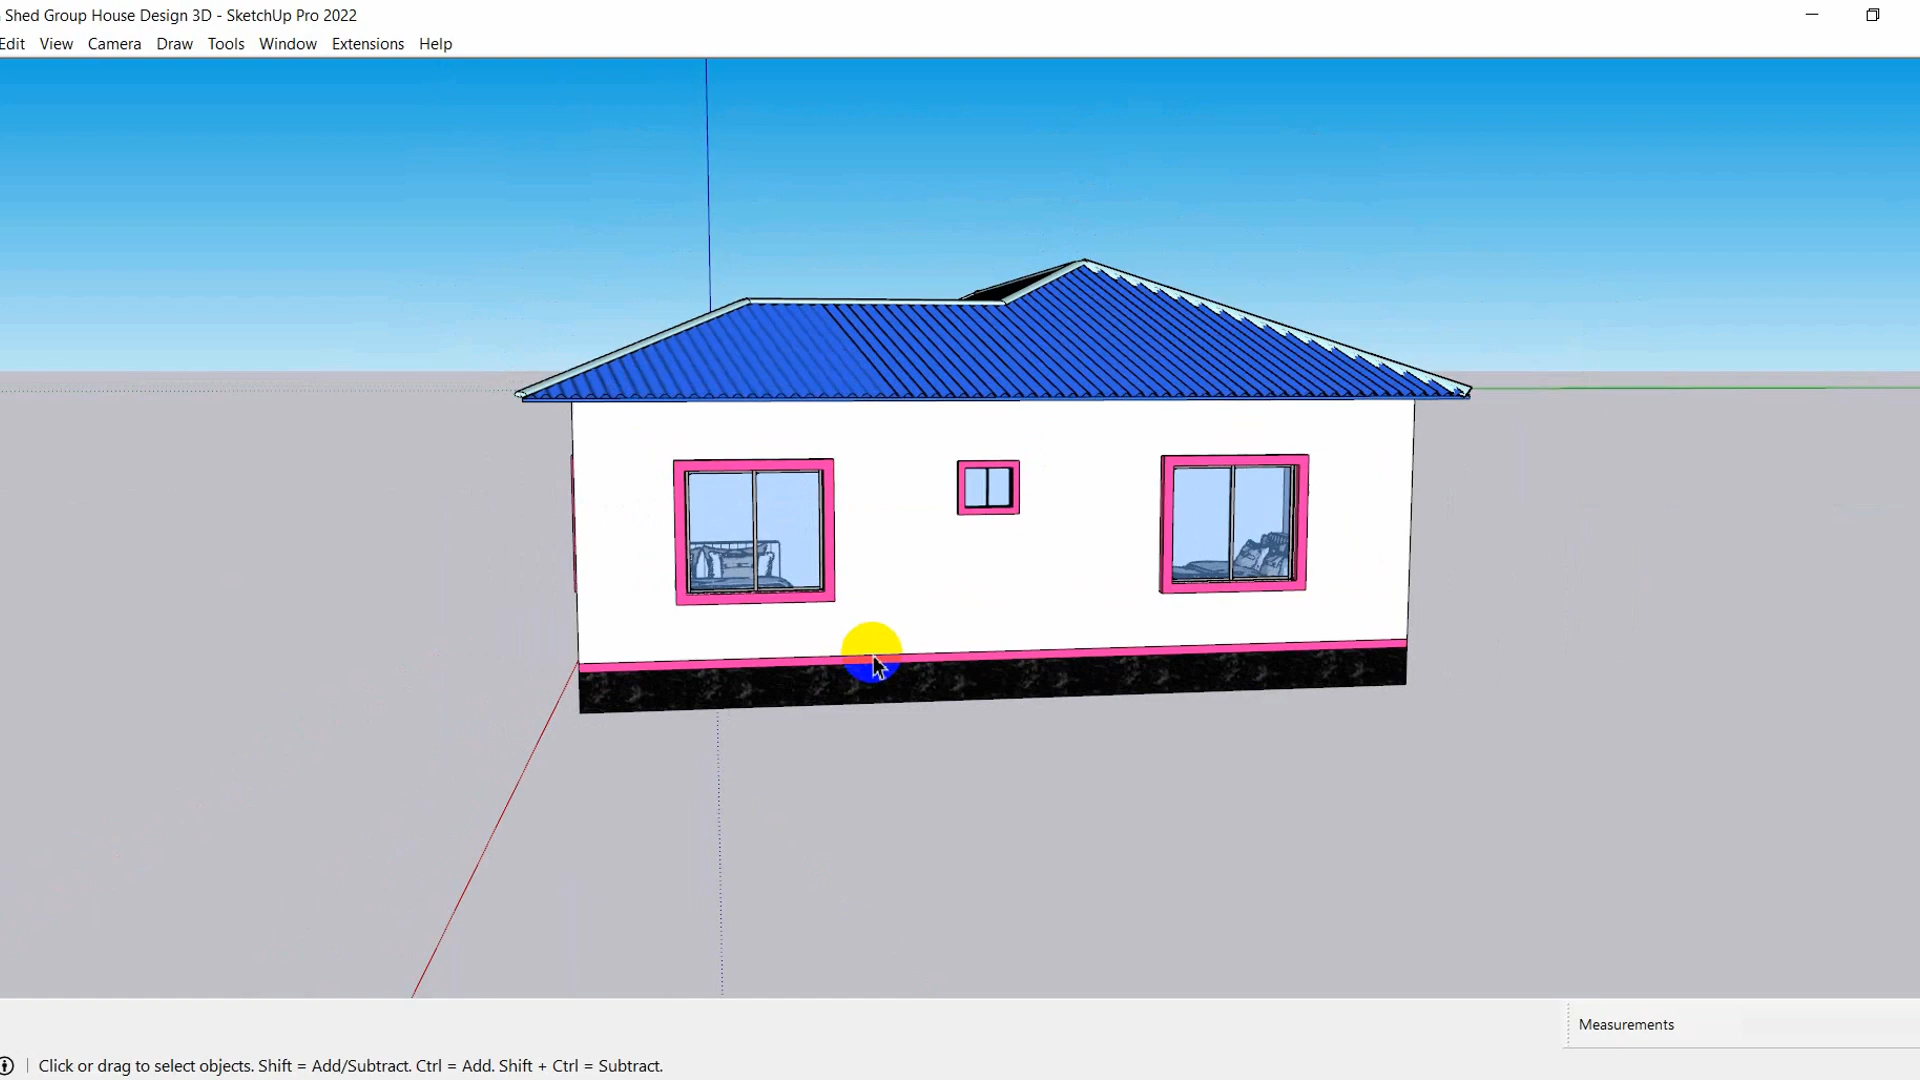 Shed Group House Design 3D - SketchUp Pro 2022
Edit View Camera Draw Tools Window Extensions Help
Measurements
Click or drag to select objects. Shift = Add/Subtract. Ctrl = Add. Shift + Ctrl = Subtract.